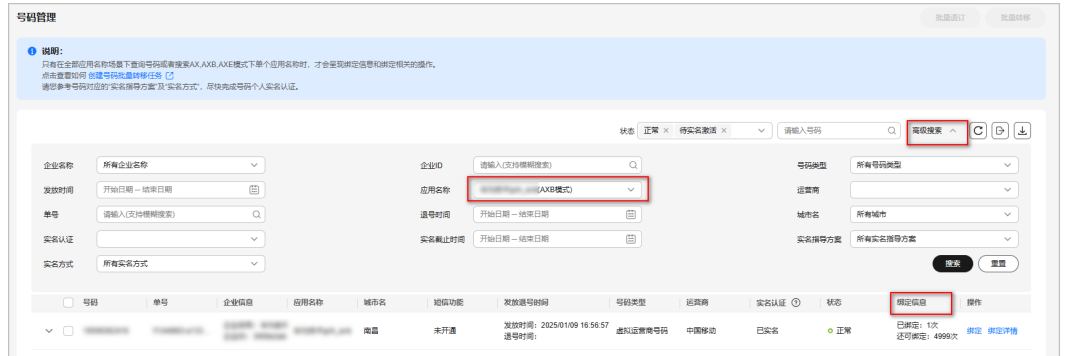 号码管理
批量退订 批量转移
说明：
只有在全部应用名称场景下查询号码或者搜索AX,AXB,AXE模式下单个应用名称时，才会呈现绑定信息和绑定相关的操作。
点击查看如何 创建号码批量转移任务
请您参考号码对应的“实名指导方案”及“实名方式”，尽快完成号码个人实名认证。
状态 正常 × 待实名激活 × 请输入号码 高级搜索
企业名称 所有企业名称 企业ID 请输入(支持模糊搜索) 号码类型 所有号码类型
发放时间 开始日期 – 结束日期 应用名称 (AXB模式) 运营商
单号 请输入(支持模糊搜索) 退号时间 开始日期 – 结束日期 城市名 所有城市
实名认证 实名截止时间 开始日期 – 结束日期 实名指导方案 所有实名指导方案
实名方式 所有实名方式 搜索 重置
号码 单号 企业信息 应用名称 城市名 短信功能 发放退号时间 号码类型 运营商 实名认证 状态 绑定信息 操作
南昌 未开通 发放时间：2025/01/09 16:56:57 虚拟运营商号码 中国移动 已实名 正常 已绑定：1次 绑定 绑定详情
退号时间： 还可绑定：4999次